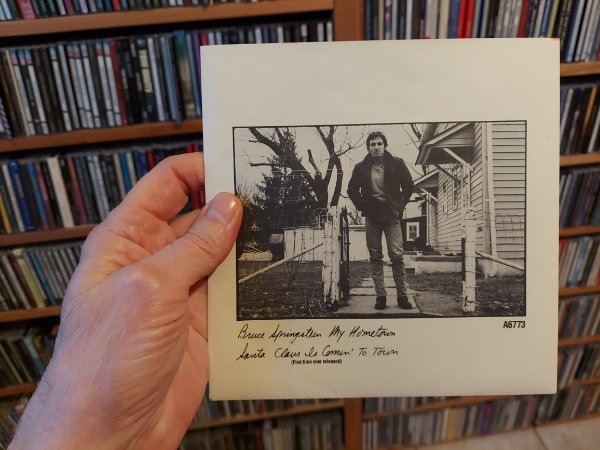 A6773
Bruce Springsteen My Hometown
Santa Claus Is Comin' To Town
(First time ever released)